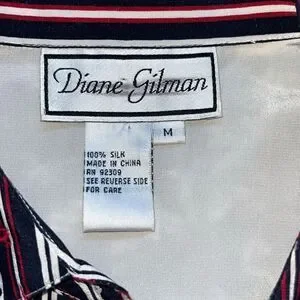 Diane Gilman
M
100% SILK
MADE IN CHINA
RN 92309
SEE REVERSE SIDE
FOR CARE